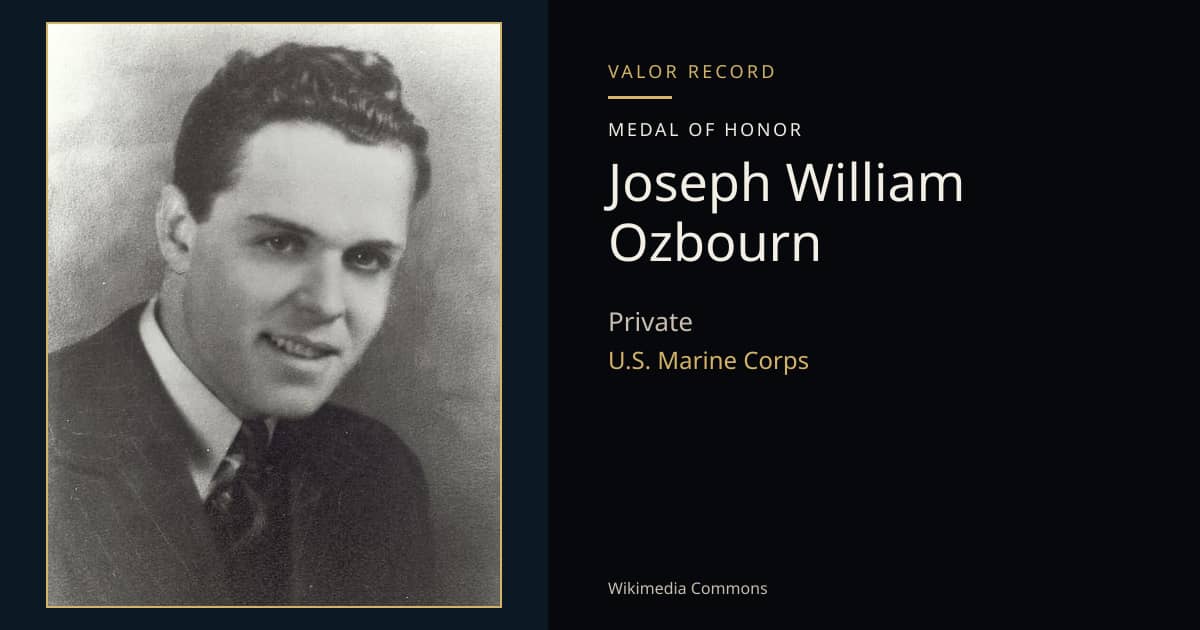 VALOR RECORD
MEDAL OF HONOR
Joseph William
Ozbourn
Private
U.S. Marine Corps
Wikimedia Commons